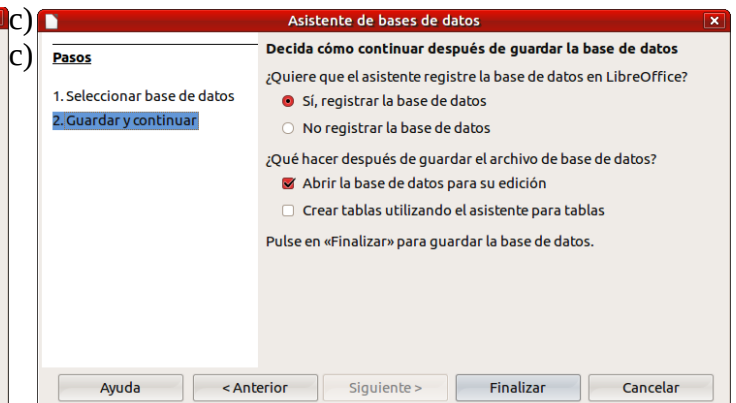 c)
c)
Asistente de bases de datos
Pasos
1. Seleccionar base de datos
2. Guardar y continuar
Decida cómo continuar después de guardar la base de datos
¿Quiere que el asistente registre la base de datos en LibreOffice?
Sí, registrar la base de datos
No registrar la base de datos
¿Qué hacer después de guardar el archivo de base de datos?
Abrir la base de datos para su edición
Crear tablas utilizando el asistente para tablas
Pulse en «Finalizar» para guardar la base de datos.
Ayuda < Anterior Siguiente > Finalizar Cancelar